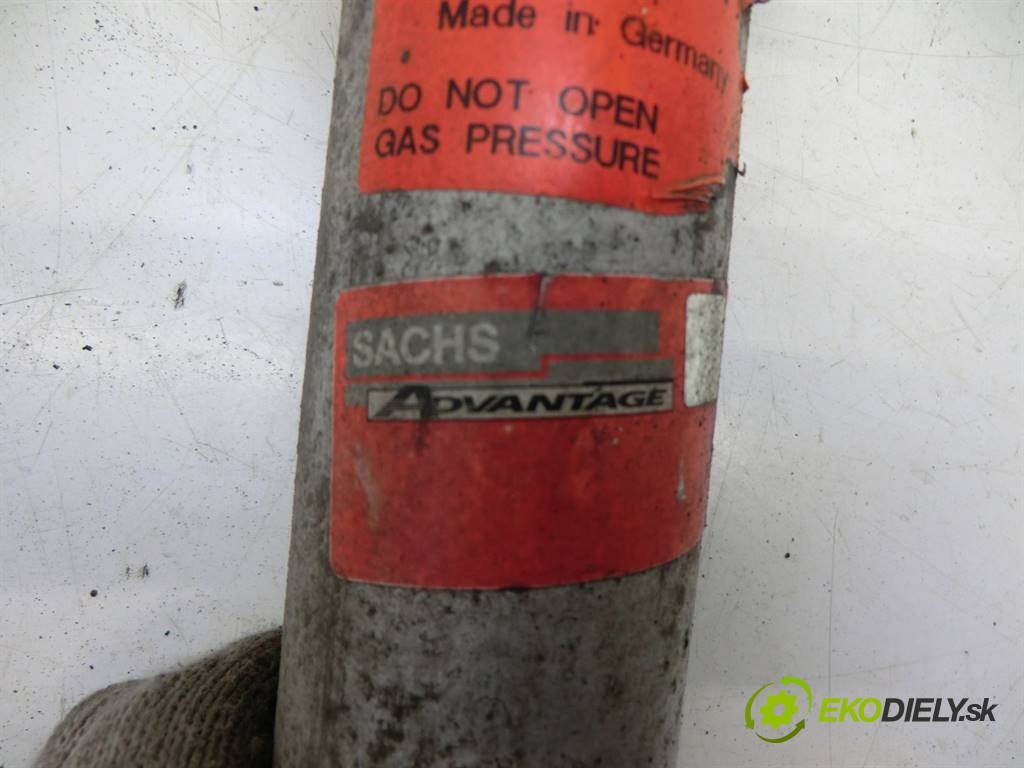 Made in Germany
DO NOT OPEN
GAS PRESSURE
SACHS
ADVANTAGE
EKODIELY.sk